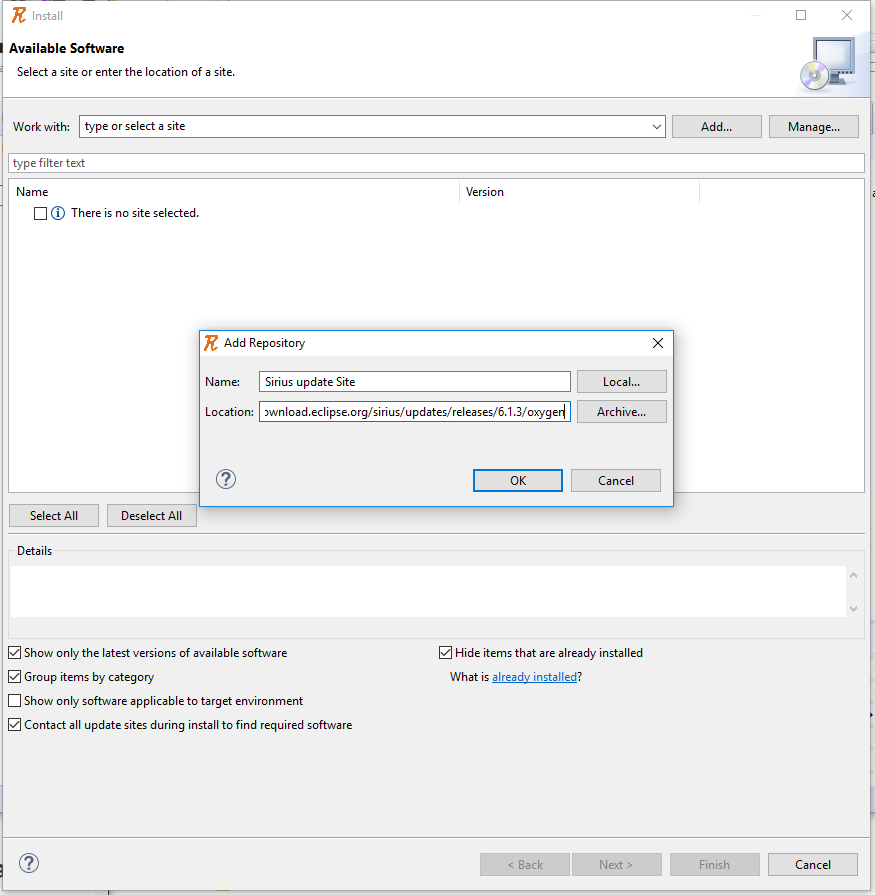 Install
Available Software
Select a site or enter the location of a site.
Work with: type or select a site Add... Manage...
type filter text
Name Version
There is no site selected.
Add Repository
Name: Sirius update Site Local...
Location: ownload.eclipse.org/sirius/updates/releases/6.1.3/oxygen Archive...
OK Cancel
Select All Deselect All
Details
Show only the latest versions of available software Hide items that are already installed
Group items by category What is already installed?
Show only software applicable to target environment
Contact all update sites during install to find required software
< Back Next > Finish Cancel